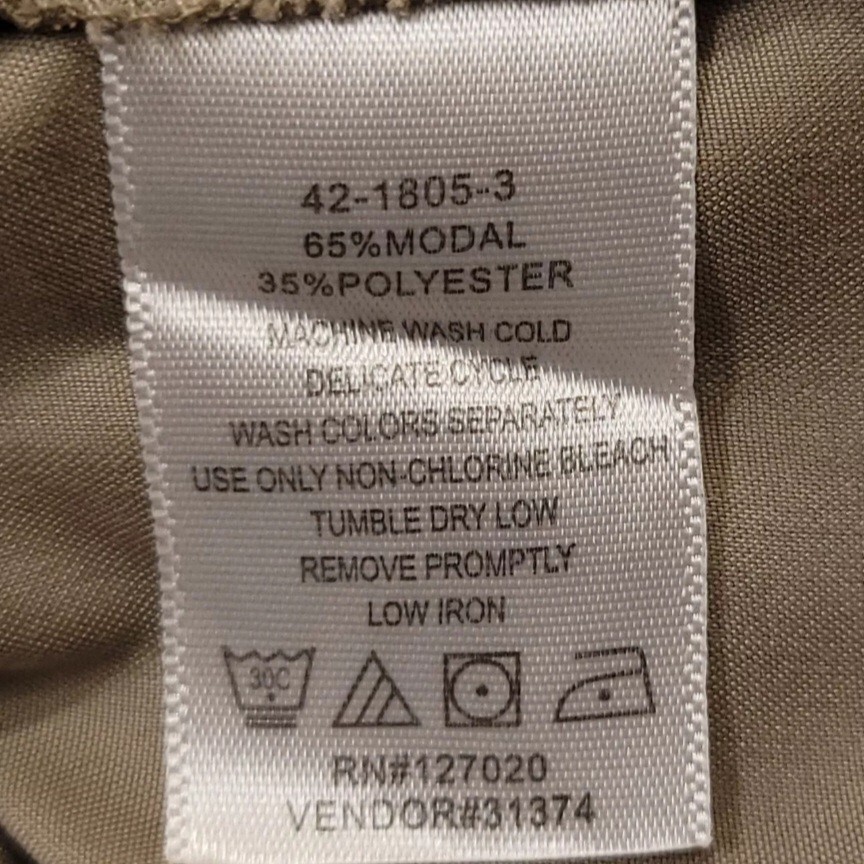 42-1805-3
65%MODAL
35%POLYESTER
MACHINE WASH COLD
DELICATE CYCLE
WASH COLORS SEPARATELY
USE ONLY NON-CHLORINE BLEACH
TUMBLE DRY LOW
REMOVE PROMPTLY
LOW IRON
30C
RN#127020
VENDOR#31374